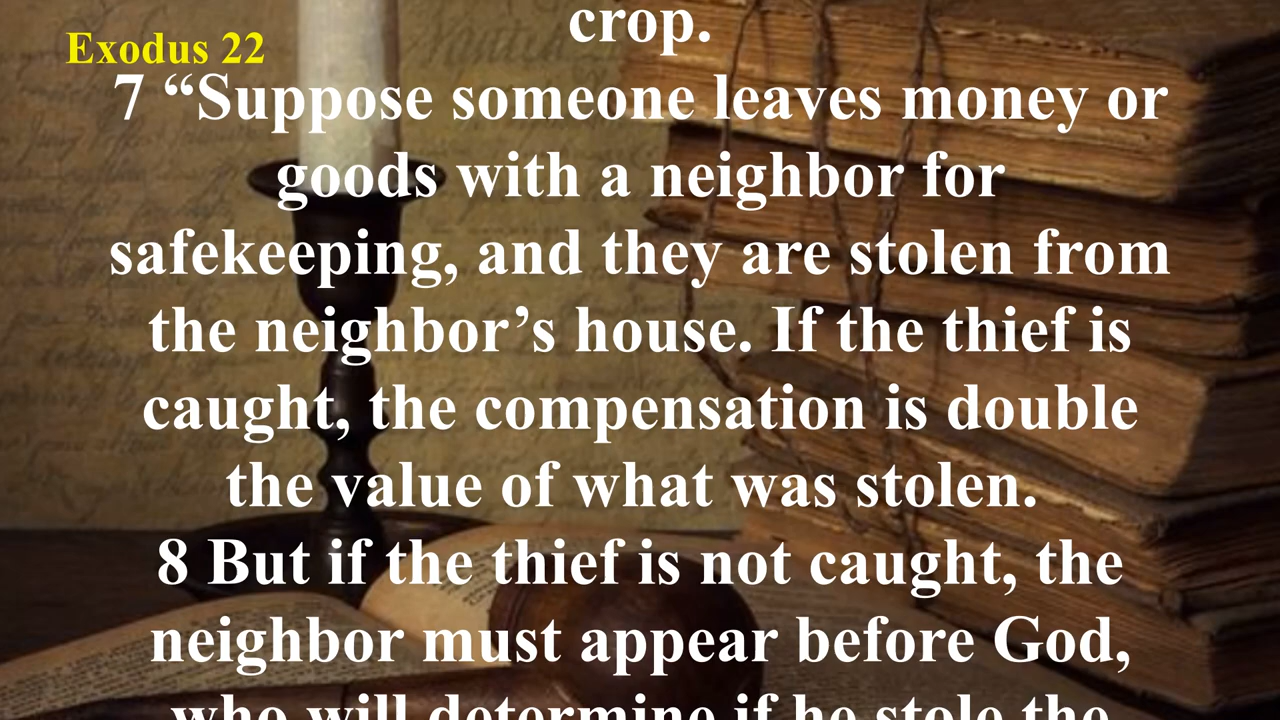 crop.
Exodus 22
7 “Suppose someone leaves money or
goods with a neighbor for
safekeeping, and they are stolen from
the neighbor’s house. If the thief is
caught, the compensation is double
the value of what was stolen.
8 But if the thief is not caught, the
neighbor must appear before God,
who will determine if he stole the